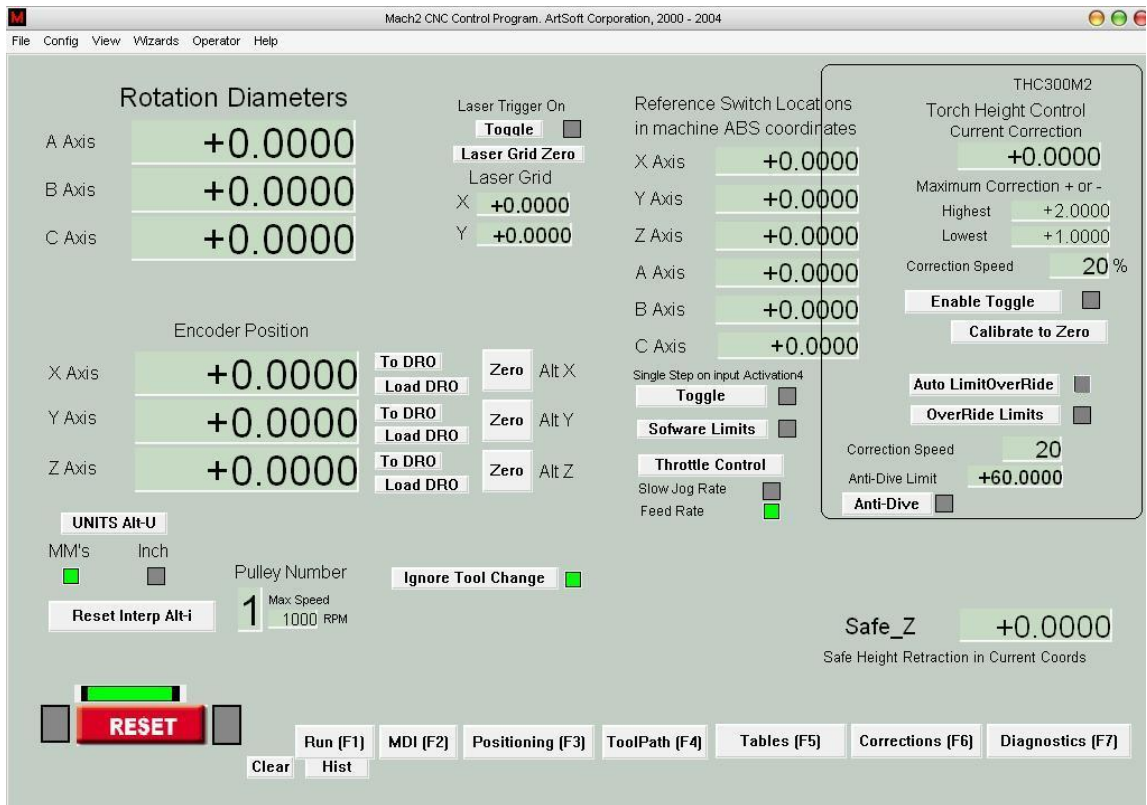 Mach2 CNC Control Program. ArtSoft Corporation, 2000 - 2004
File Config View Wizards Operator Help
Rotation Diameters
A Axis +0.0000
B Axis +0.0000
C Axis +0.0000
Laser Trigger On
Toggle
Laser Grid Zero
Laser Grid
X +0.0000
Y +0.0000
Reference Switch Locations
in machine ABS coordinates
X Axis +0.0000
Y Axis +0.0000
Z Axis +0.0000
A Axis +0.0000
B Axis +0.0000
C Axis +0.0000
THC300M2
Torch Height Control
Current Correction
+0.0000
Maximum Correction + or -
Highest +2.0000
Lowest +1.0000
Correction Speed 20 %
Enable Toggle
Calibrate to Zero
Auto LimitOverRide
OverRide Limits
Correction Speed 20
Anti-Dive Limit +60.0000
Anti-Dive
Encoder Position
X Axis +0.0000 To DRO Load DRO Zero Alt X
Y Axis +0.0000 To DRO Load DRO Zero Alt Y
Z Axis +0.0000 To DRO Load DRO Zero Alt Z
Single Step on input Activation4
Toggle
Sofware Limits
Throttle Control
Slow Jog Rate
Feed Rate
UNITS Alt-U
MM's Inch
Reset Interp Alt-i
Pulley Number
1 Max Speed
1000 RPM
Ignore Tool Change
Safe_Z +0.0000
Safe Height Retraction in Current Coords
RESET
Run (F1) MDI (F2) Positioning (F3) ToolPath (F4) Tables (F5) Corrections (F6) Diagnostics (F7)
Clear Hist